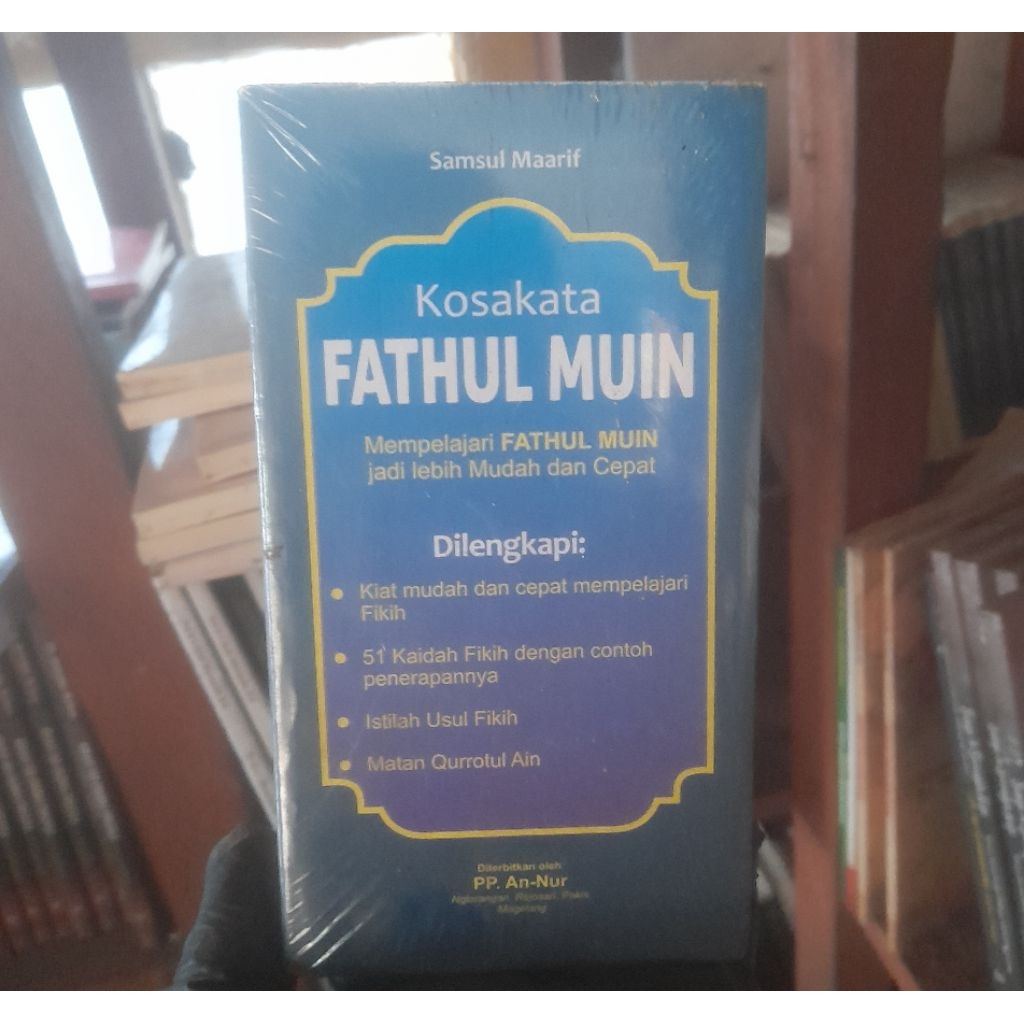 Samsul Maarif
Kosakata
FATHUL MUIN
Mempelajari FATHUL MUIN
jadi lebih Mudah dan Cepat
Dilengkapi:
• Kiat mudah dan cepat mempelajari
Fikih
• 51 Kaidah Fikih dengan contoh
penerapannya
• Istilah Usul Fikih
• Matan Qurrotul Ain
Diterbitkan oleh
PP. An-Nur
Magelang